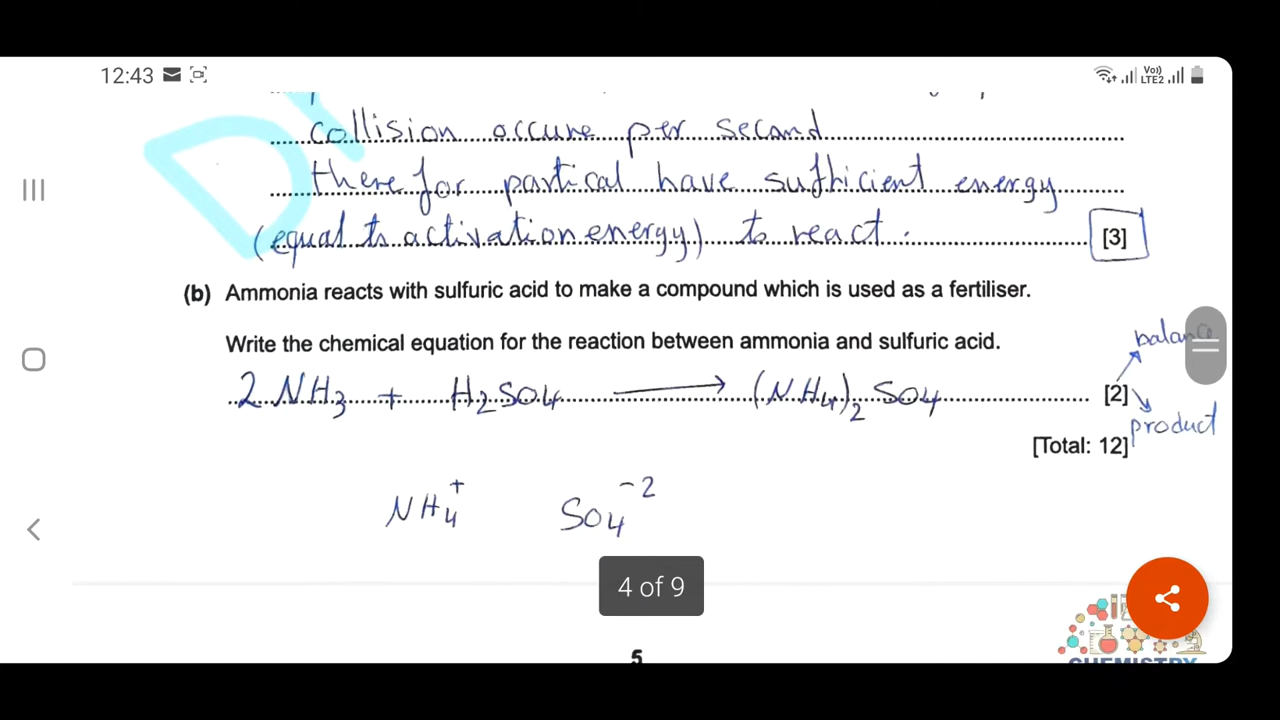 12:43 Vo) LTE2
collision occure per second
there for partical have sufficient energy
(equal to activation energy) to react. [3]
(b) Ammonia reacts with sulfuric acid to make a compound which is used as a fertiliser.
Write the chemical equation for the reaction between ammonia and sulfuric acid.
balance
2 NH3 + H2SO4 → (NH4)2 SO4 [2]
product
[Total: 12]
NH4+ SO4-2
4 of 9
5
CHEMISTRY